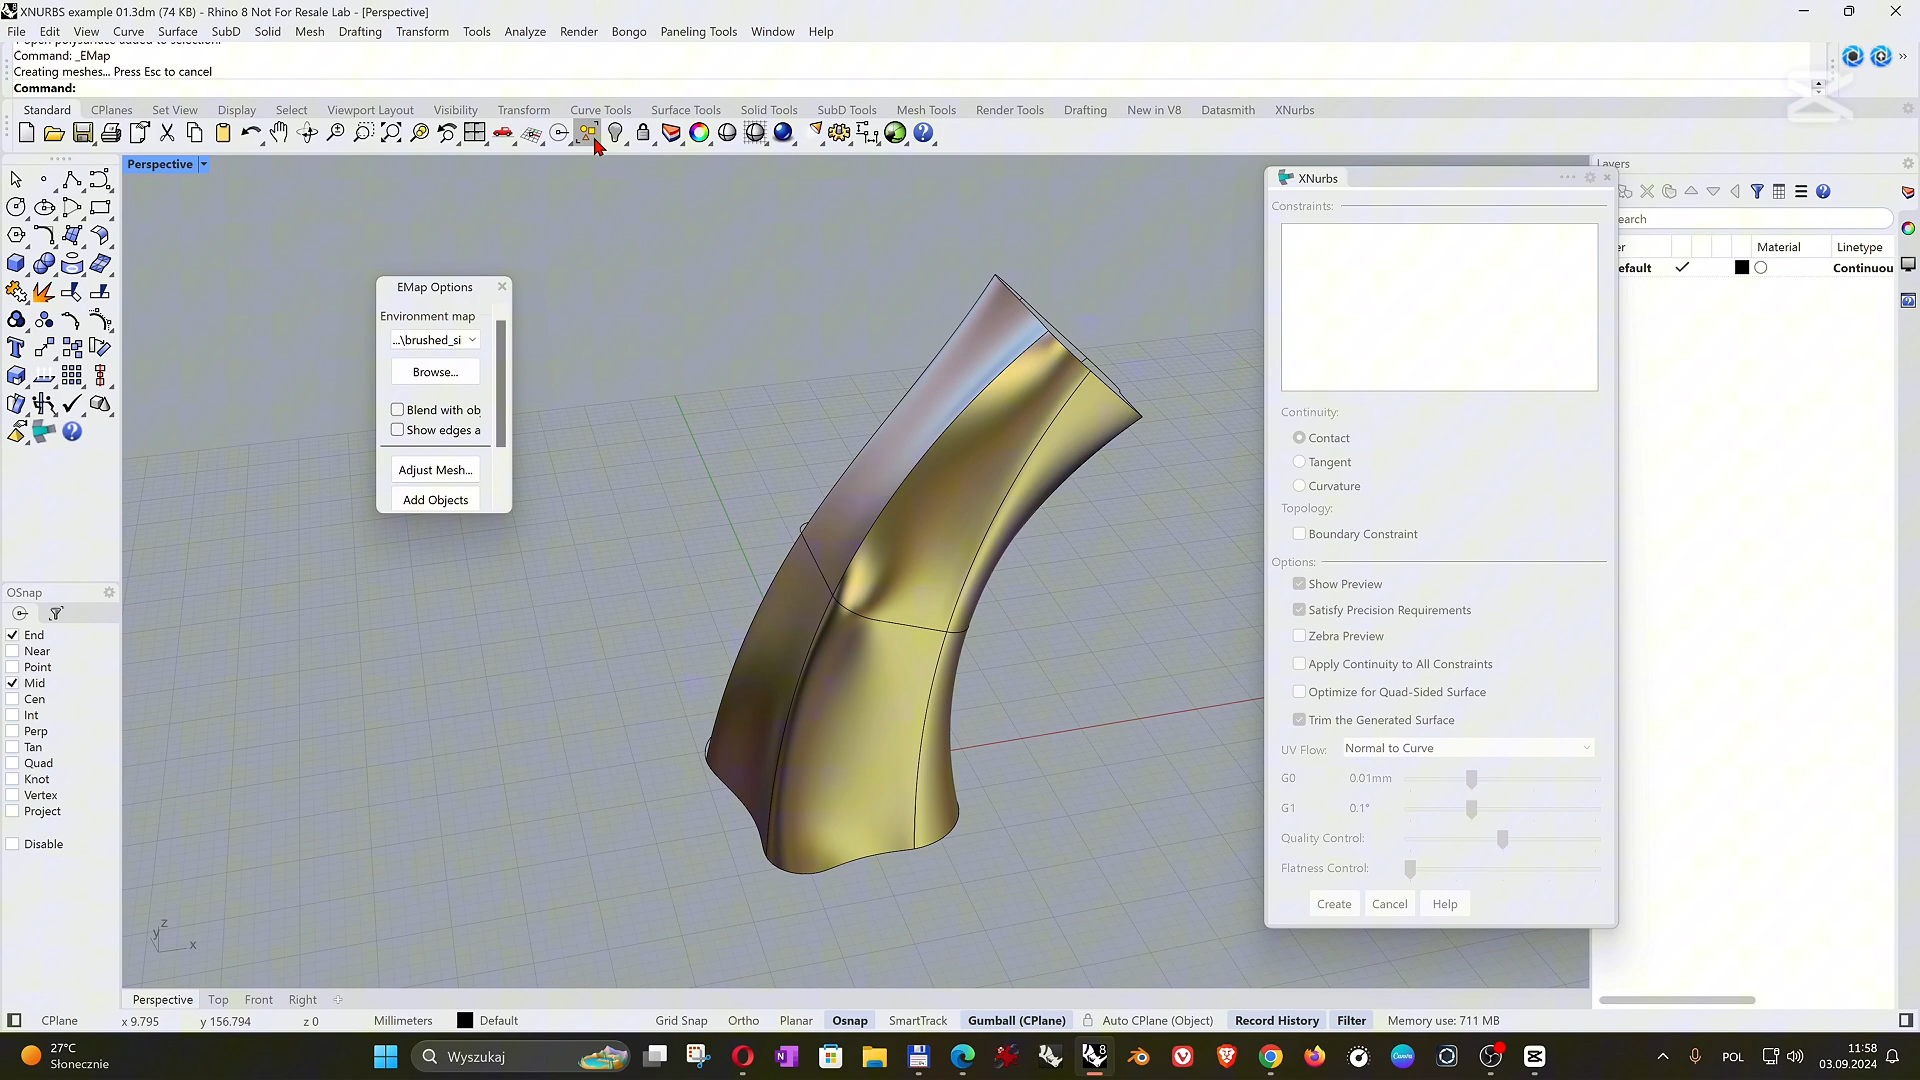 XNURBS example 01.3dm (74 KB) - Rhino 8 Not For Resale Lab - [Perspective]
File Edit View Curve Surface SubD Solid Mesh Drafting Transform Tools Analyze Render Bongo Paneling Tools Window Help
1 open polysurface added to selection.
Command: _EMap
Creating meshes... Press Esc to cancel
Command:
Standard CPlanes Set View Display Select Viewport Layout Visibility Transform Curve Tools Surface Tools Solid Tools SubD Tools Mesh Tools Render Tools Drafting New in V8 Datasmith XNurbs
Perspective
Layers
earch
er Material Linetype
efault Continuou
EMap Options
Environment map
...\brushed_si
Browse...
Blend with ob
Show edges a
Adjust Mesh...
Add Objects
XNurbs
Constraints:
Continuity:
Contact
Tangent
Curvature
Topology:
Boundary Constraint
Options:
Show Preview
Satisfy Precision Requirements
Zebra Preview
Apply Continuity to All Constraints
Optimize for Quad-Sided Surface
Trim the Generated Surface
UV Flow: Normal to Curve
G0 0.01mm
G1 0.1°
Quality Control:
Flatness Control:
Create Cancel Help
OSnap
End
Near
Point
Mid
Cen
Int
Perp
Tan
Quad
Knot
Vertex
Project
Disable
z
y
x
Perspective Top Front Right
CPlane x 9.795 y 156.794 z 0 Millimeters Default Grid Snap Ortho Planar Osnap SmartTrack Gumball (CPlane) Auto CPlane (Object) Record History Filter Memory use: 711 MB
27°C
Słonecznie
Wyszukaj
POL
11:58
03.09.2024